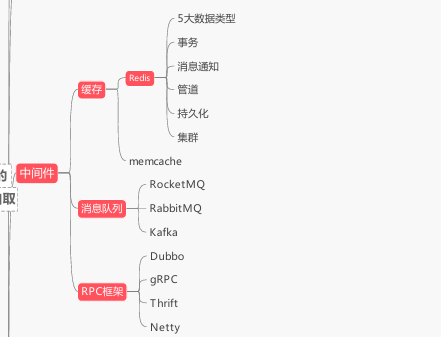 5大数据类型
事务
消息通知
缓存
Redis
管道
持久化
集群
memcache
的
中间件
取
RocketMQ
消息队列
RabbitMQ
Kafka
Dubbo
gRPC
RPC框架
Thrift
Netty